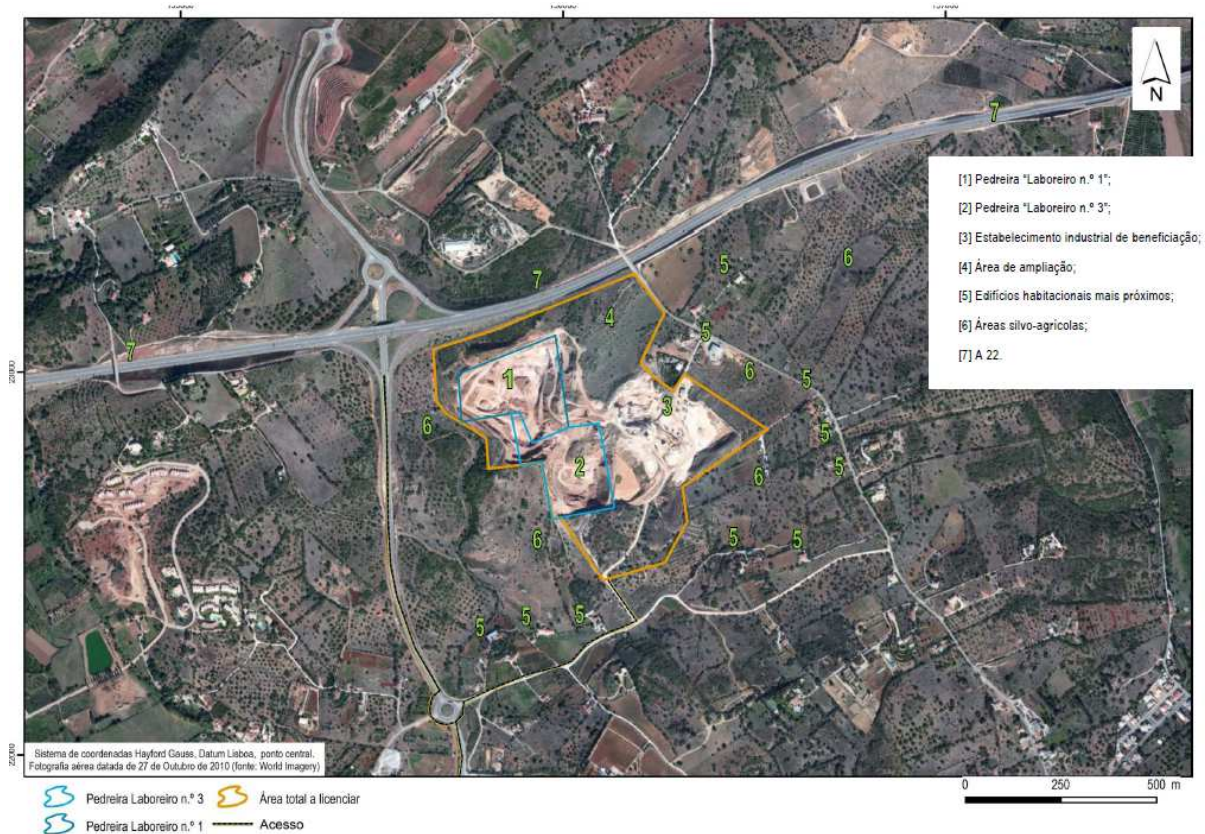 156000
157000
N
[1] Pedreira "Laboreiro n.º 1";
[2] Pedreira "Laboreiro n.º 3";
[3] Estabelecimento industrial de beneficiação;
[4] Área de ampliação;
[5] Edifícios habitacionais mais próximos;
[6] Áreas silvo-agrícolas;
[7] A 22.
7
7
6
5
4
5
7
1
6
5
3
6
5
2
6
5
6
5
5
5
5
5
Sistema de coordenadas Hayford Gauss, Datum Lisboa, ponto central.
Fotografia aérea datada de 27 de Outubro de 2010 (fonte: World Imagery)
0 250 500 m
Pedreira Laboreiro n.º 3
Área total a licenciar
Pedreira Laboreiro n.º 1
Acesso